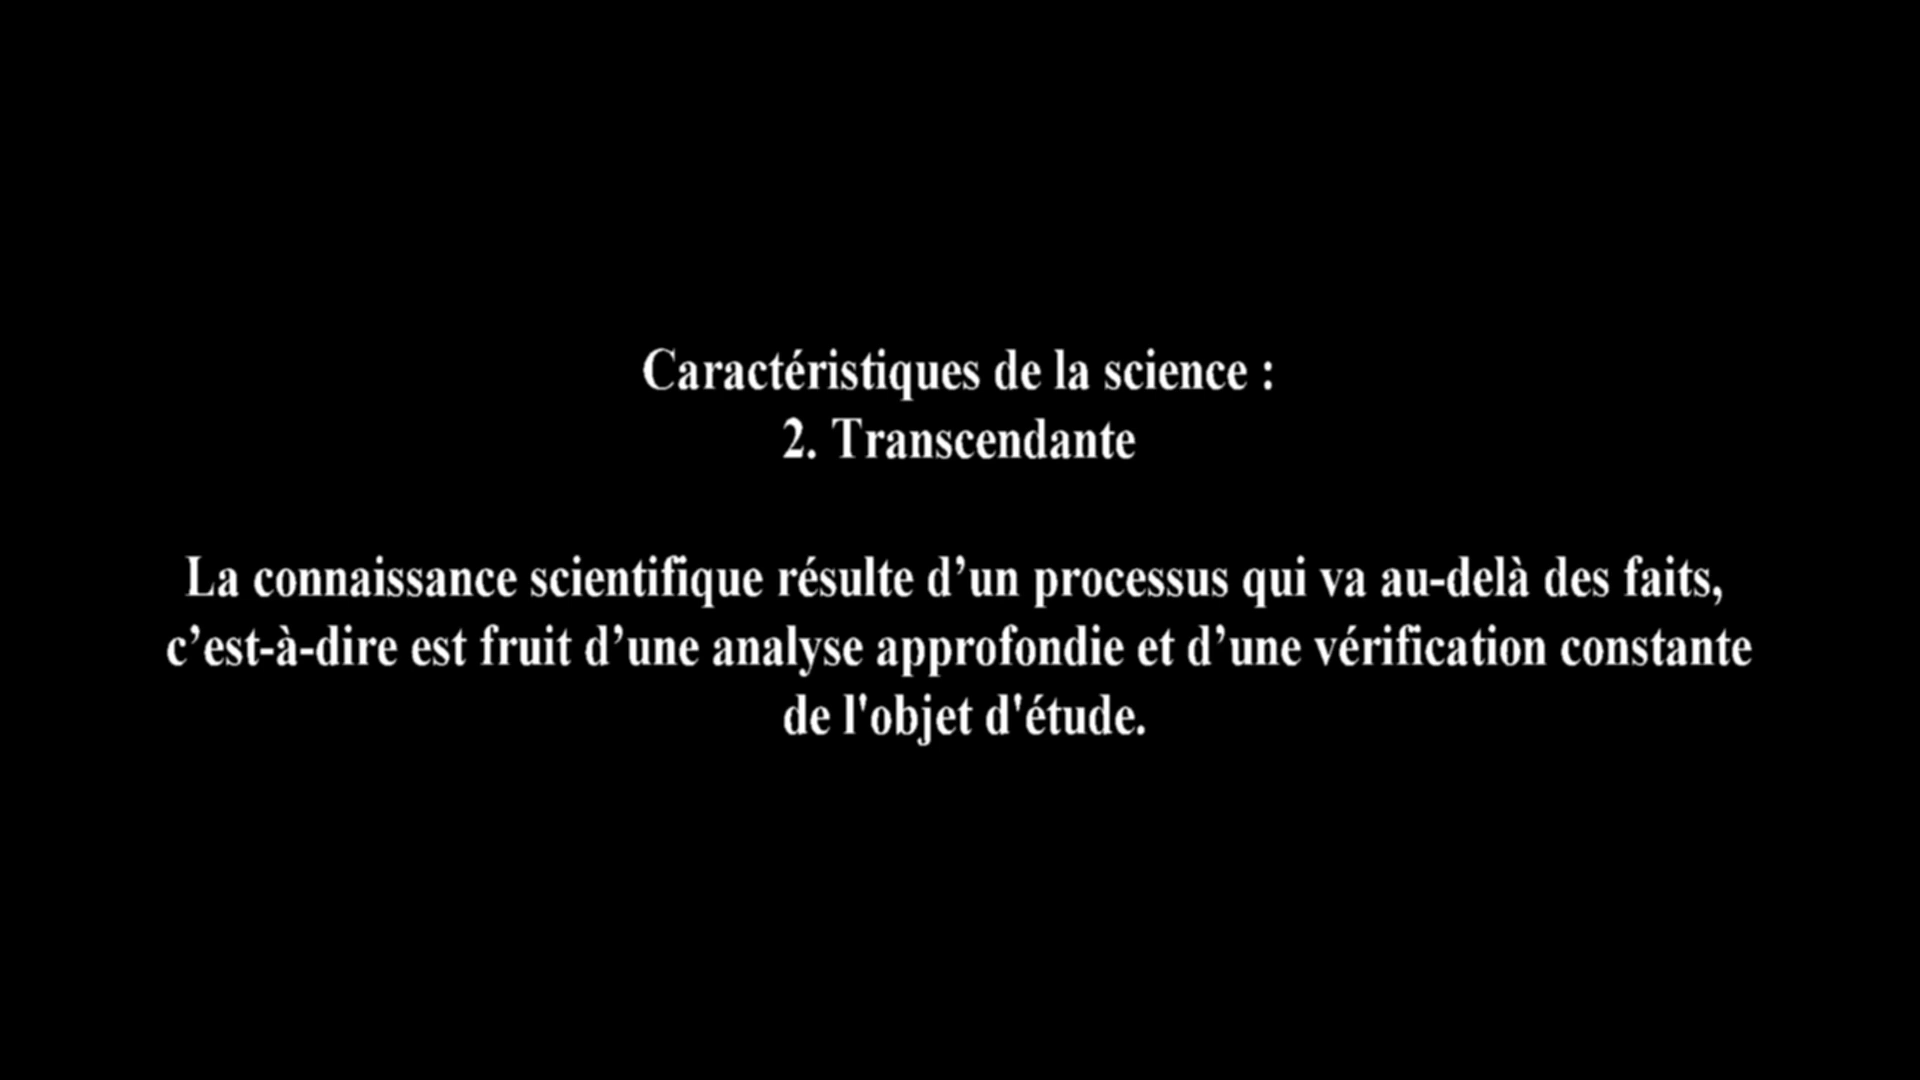 Caractéristiques de la science :
2. Transcendante
La connaissance scientifique résulte d’un processus qui va au-delà des faits,
c’est-à-dire est fruit d’une analyse approfondie et d’une vérification constante
de l'objet d'étude.